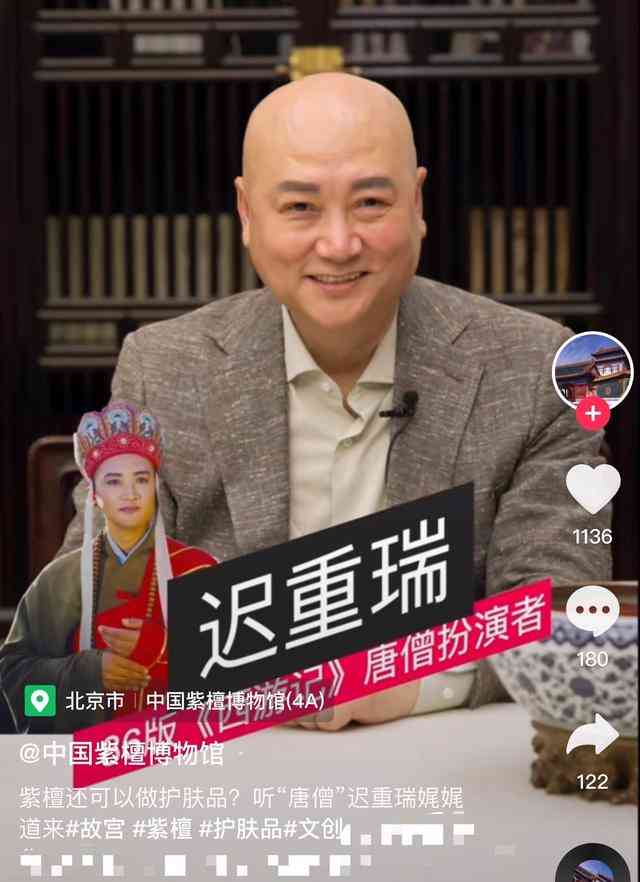 迟重瑞
86版《西游记》唐僧扮演者
1136
180
122
北京市 | 中国紫檀博物馆(4A)
@中国紫檀博物馆 ·
紫檀还可以做护肤品？听“唐僧”迟重瑞娓娓
道来#故宫 #紫檀 #护肤品#文创